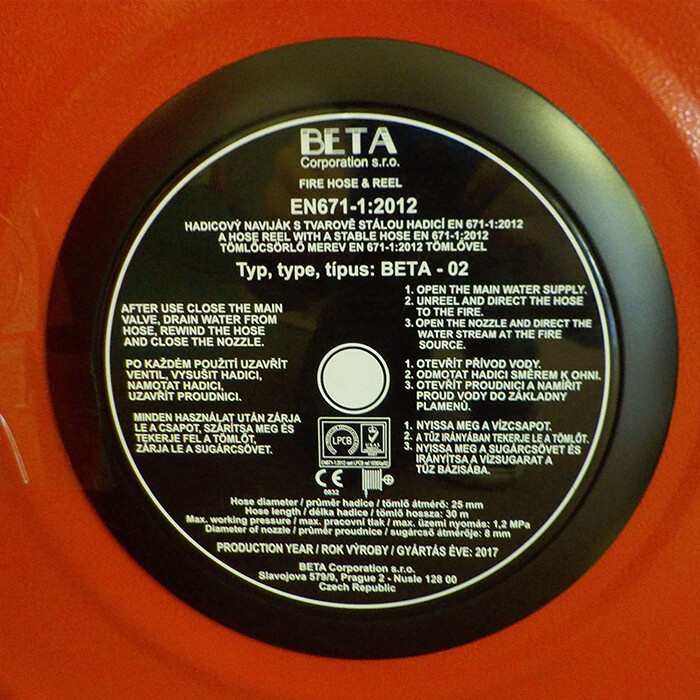 BETA
Corporation s.r.o.
FIRE HOSE & REEL
EN671-1:2012
HADICOVÝ NAVIJÁK S TVAROVĚ STÁLOU HADICÍ EN 671-1:2012
A HOSE REEL WITH A STABLE HOSE EN 671-1:2012
TÖMLŐCSÖRLŐ MEREV EN 671-1:2012 TÖMLŐVEL
Typ, type, típus: BETA - 02
AFTER USE CLOSE THE MAIN
VALVE, DRAIN WATER FROM
HOSE, REWIND THE HOSE
AND CLOSE THE NOZZLE.
PO KAŽDÉM POUŽITÍ UZAVŘÍT
VENTIL, VYSUŠIT HADICI,
NAMOTAT HADICI,
UZAVŘÍT PROUDNICI.
MINDEN HASZNÁLAT UTÁN ZÁRJA
LE A CSAPOT, SZÁRÍTSA MEG ÉS
TEKERJE FEL A TÖMLŐT,
ZÁRJA LE A SUGÁRCSÖVET.
1. OPEN THE MAIN WATER SUPPLY.
2. UNREEL AND DIRECT THE HOSE
TO THE FIRE.
3. OPEN THE NOZZLE AND DIRECT THE
WATER STREAM AT THE FIRE
SOURCE.
1. OTEVŘÍT PŘÍVOD VODY.
2. ODMOTAT HADICI SMĚREM K OHNI.
3. OTEVŘÍT PROUDNICI A NAMÍŘIT
PROUD VODY DO ZÁKLADNY
PLAMENŮ.
1. NYISSA MEG A VÍZCSAPOT.
2. A TŰZ IRÁNYÁBAN TEKERJE LE A TÖMLŐT.
3. NYISSA MEG A SUGÁRCSÖVET ÉS
IRÁNYÍTSA A VÍZSUGARAT A
TŰZ BÁZISÁBA.
LPCB
CE
0832
Hose diameter / průměr hadice / tömlő átmérő: 25 mm
Hose length / délka hadice / tömlő hossza: 30 m
Max. working pressure / max. pracovní tlak / max. üzemi nyomás: 1,2 MPa
Diameter of nozzle / průměr proudnice / sugárcső átmérője: 8 mm
PRODUCTION YEAR / ROK VÝROBY / GYÁRTÁS ÉVE: 2017
BETA Corporation s.r.o.
Slavojova 579/9, Prague 2 - Nusle 128 00
Czech Republic